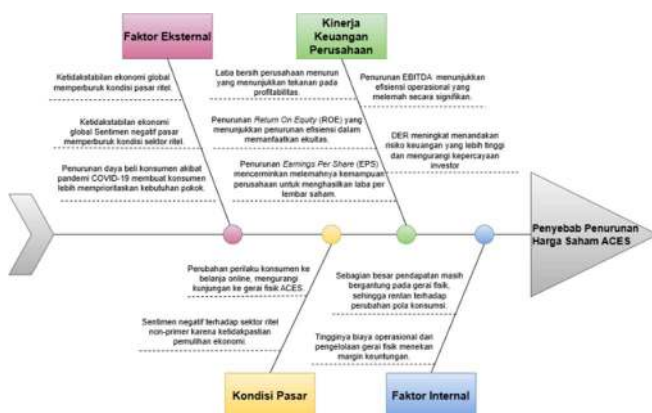 Faktor Eksternal
Kinerja
Keuangan
Perusahaan
Ketidakstabilan ekonomi global
memperburuk kondisi pasar ritel.
Ketidakstabilan ekonomi
global Sentimen negatif pasar
memperburuk kondisi sektor ritel.
Penurunan daya beli konsumen akibat
pandemi COVID-19 membuat konsumen
lebih memprioritaskan kebutuhan pokok.
Laba bersih perusahaan menurun
yang menunjukkan tekanan pada
profitabilitas.
Penurunan Return On Equity (ROE) yang
menunjukkan penurunan efisiensi dalam
memanfaatkan ekuitas.
Penurunan Earnings Per Share (EPS)
mencerminkan melemahnya kemampuan
perusahaan untuk menghasilkan laba per
lembar saham.
Penurunan EBITDA menunjukkan
efisiensi operasional yang
melemah secara signifikan.
DER meningkat menandakan
risiko keuangan yang lebih tinggi
dan mengurangi kepercayaan
investor
Penyebab Penurunan
Harga Saham ACES
Perubahan perilaku konsumen ke
belanja online, mengurangi
kunjungan ke gerai fisik ACES.
Sentimen negatif terhadap sektor ritel
non-primer karena ketidakpastian
pemulihan ekonomi.
Sebagian besar pendapatan masih
bergantung pada gerai fisik,
sehingga rentan terhadap
perubahan pola konsumsi.
Tingginya biaya operasional dan
pengelolaan gerai fisik menekan
margin keuntungan.
Kondisi Pasar
Faktor Internal